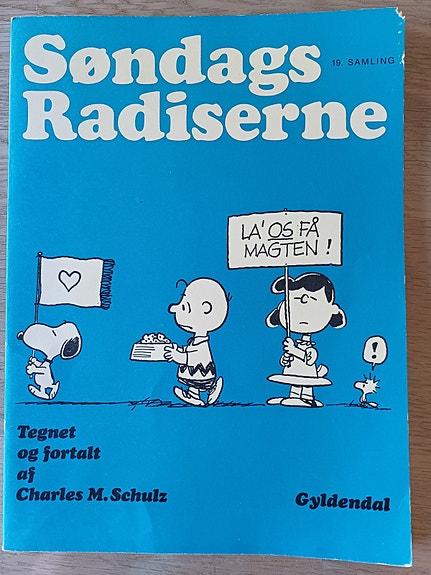 Søndags
19. SAMLING
Radiserne
LA' OS FÅ
MAGTEN !
!
Tegnet
og fortalt
af
Charles M. Schulz
Gyldendal